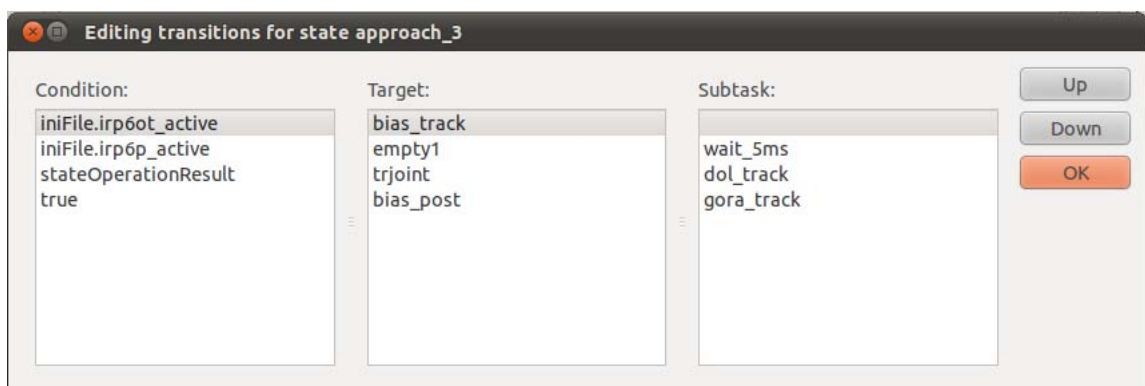 Editing transitions for state approach_3
Condition:
Target:
Subtask:
Up
iniFile.irp6ot_active
bias_track
Down
iniFile.irp6p_active
empty1
wait_5ms
stateOperationResult
trjoint
dol_track
OK
true
bias_post
gora_track